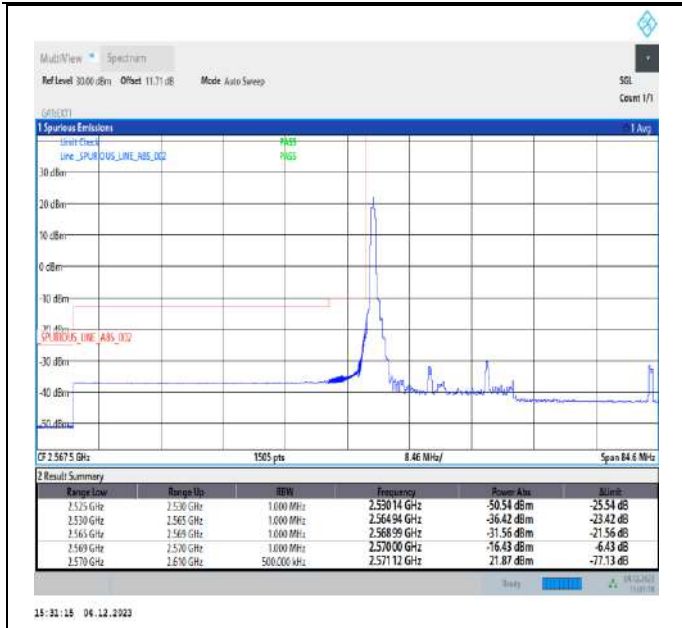 MultiView Spectrum
Ref Level 30.00 dBm Offset 11.71 dB Mode Auto Sweep
SGL
Count 1/1
1 Spurious Emissions
1 Avg
Limit Check PASS
Line _SPURIOUS_LINE_ABS_002 PASS
30 dBm
20 dBm
10 dBm
0 dBm
-10 dBm
-20 dBm
SPURIOUS_LINE_ABS_002
-30 dBm
-40 dBm
-50 dBm
CF 2.5675 GHz 1505 pts 8.46 MHz/ Span 84.6 MHz
2 Result Summary
Range Low Range Up RBW Frequency Power Abs ΔLimit
2.525 GHz 2.530 GHz 1.000 MHz 2.53014 GHz -50.54 dBm -25.54 dB
2.530 GHz 2.565 GHz 1.000 MHz 2.56494 GHz -36.42 dBm -23.42 dB
2.565 GHz 2.569 GHz 1.000 MHz 2.56899 GHz -31.56 dBm -21.56 dB
2.569 GHz 2.570 GHz 1.000 MHz 2.57000 GHz -16.43 dBm -6.43 dB
2.570 GHz 2.610 GHz 500.000 kHz 2.57112 GHz 21.87 dBm -77.13 dB
Ready
15:31:15 04.12.2023